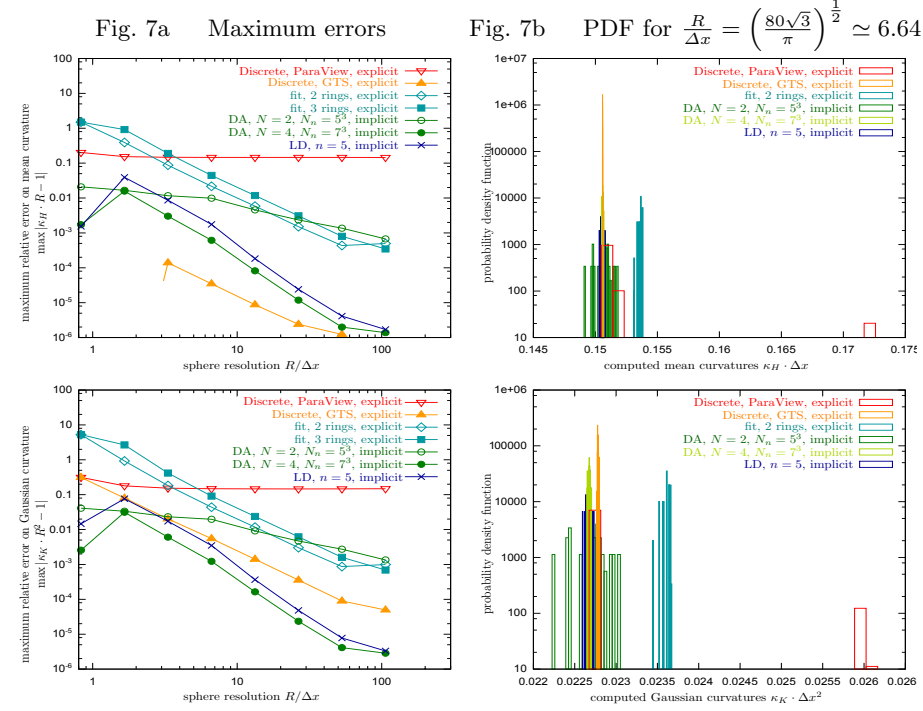 Fig. 7a Maximum errors
Fig. 7b PDF for R/Δx = (80√3/π)^(1/2) ≃ 6.64
maximum relative error on mean curvature
max |κ_H · R − 1|
100
10
1
0.1
0.01
0.001
10^-4
10^-5
10^-6
Discrete, ParaView, explicit
Discrete, GTS, explicit
fit, 2 rings, explicit
fit, 3 rings, explicit
DA, N = 2, N_n = 5^3, implicit
DA, N = 4, N_n = 7^3, implicit
LD, n = 5, implicit
1 10 100
sphere resolution R/Δx
probability density function
1e+07
1e+06
100000
10000
1000
100
10
Discrete, ParaView, explicit
Discrete, GTS, explicit
fit, 2 rings, explicit
DA, N = 2, N_n = 5^3, implicit
DA, N = 4, N_n = 7^3, implicit
LD, n = 5, implicit
0.145 0.15 0.155 0.16 0.165 0.17 0.175
computed mean curvatures κ_H · Δx
maximum relative error on Gaussian curvature
max |κ_K · R^2 − 1|
100
10
1
0.1
0.01
0.001
10^-4
10^-5
10^-6
Discrete, ParaView, explicit
Discrete, GTS, explicit
fit, 2 rings, explicit
fit, 3 rings, explicit
DA, N = 2, N_n = 5^3, implicit
DA, N = 4, N_n = 7^3, implicit
LD, n = 5, implicit
1 10 100
sphere resolution R/Δx
probability density function
1e+06
100000
10000
1000
100
10
Discrete, ParaView, explicit
Discrete, GTS, explicit
fit, 2 rings, explicit
DA, N = 2, N_n = 5^3, implicit
DA, N = 4, N_n = 7^3, implicit
LD, n = 5, implicit
0.022 0.0225 0.023 0.0235 0.024 0.0245 0.025 0.0255 0.026 0.026
computed Gaussian curvatures κ_K · Δx^2